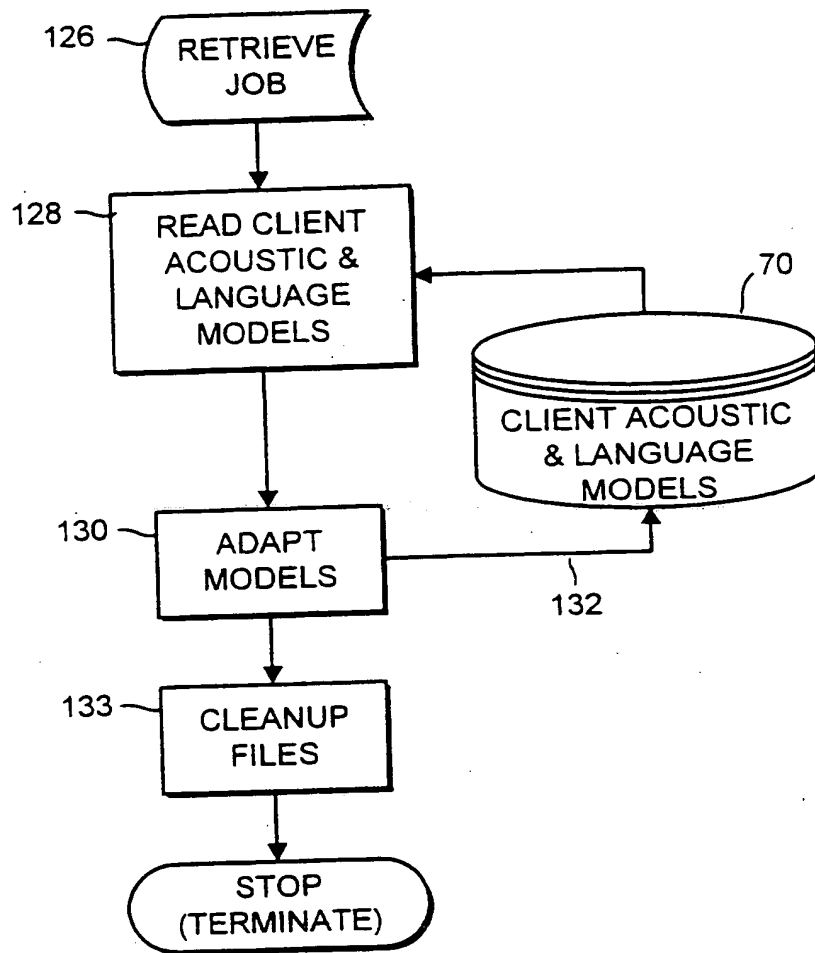 126
RETRIEVE
JOB
128
READ CLIENT
ACOUSTIC &
LANGUAGE
MODELS
70
CLIENT ACOUSTIC
& LANGUAGE
MODELS
130
ADAPT
MODELS
132
133
CLEANUP
FILES
STOP
(TERMINATE)